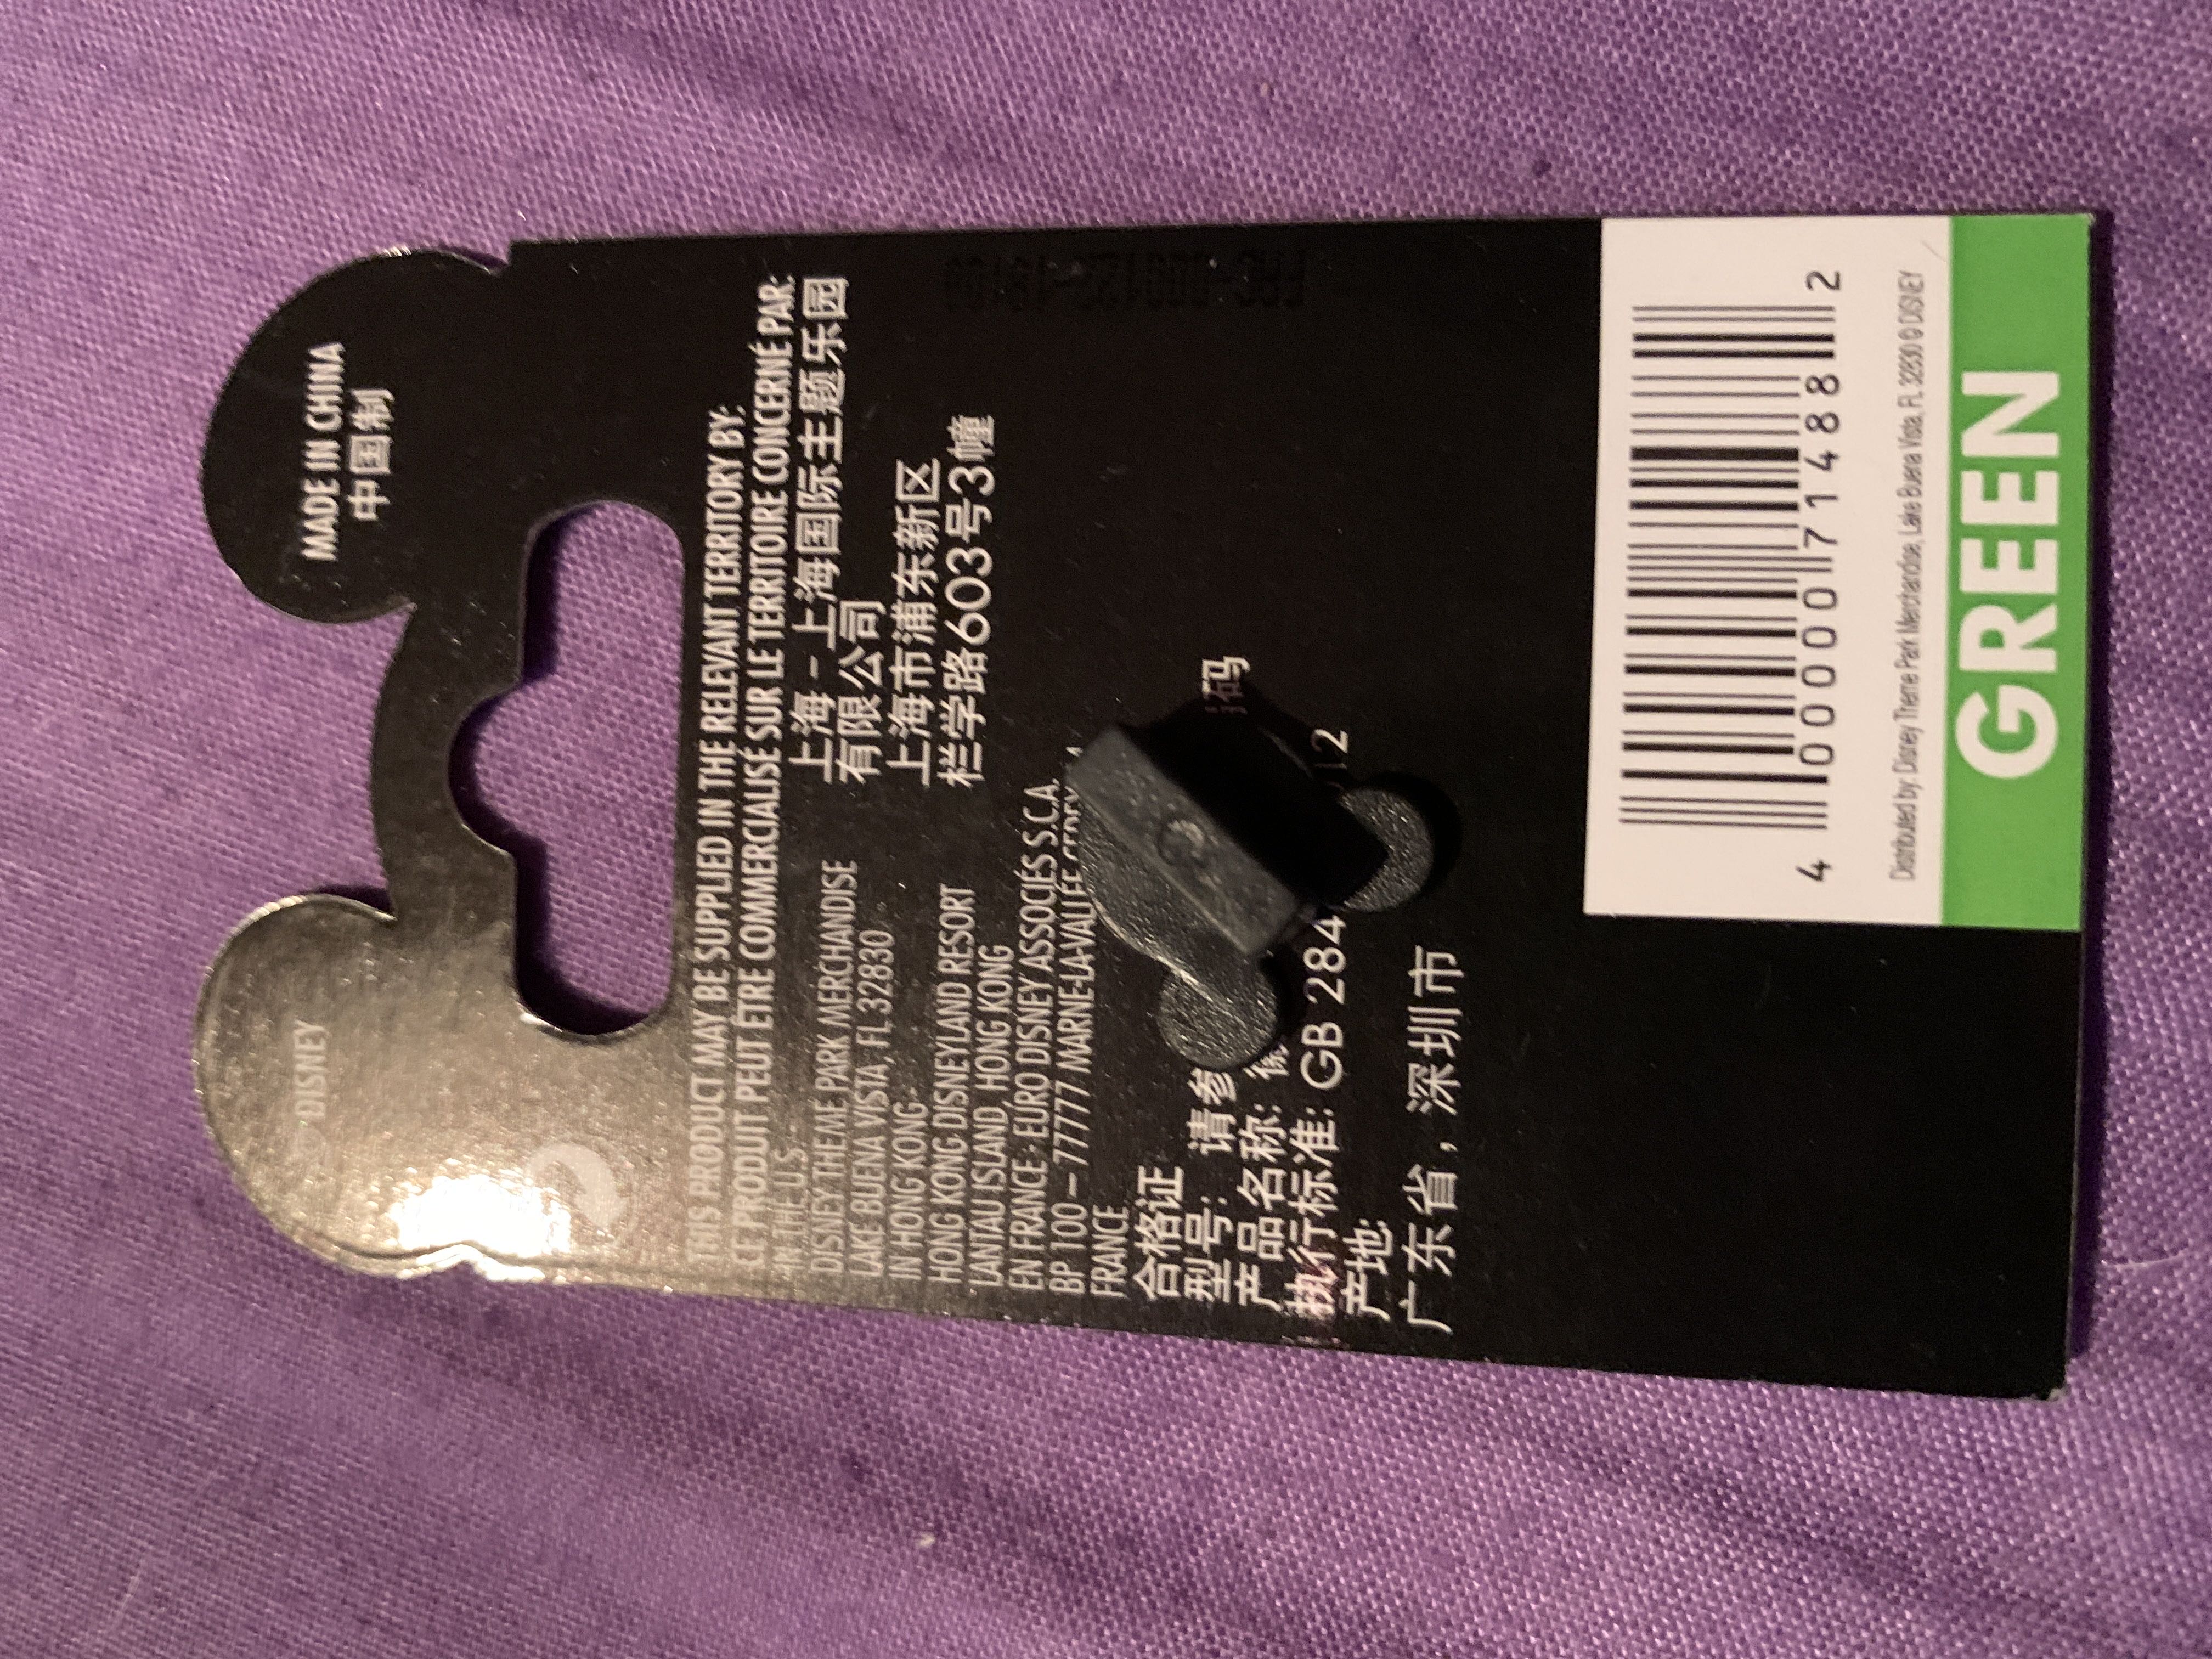 DISNEY
MADE IN CHINA
中国制
THIS PRODUCT MAY BE SUPPLIED IN THE RELEVANT TERRITORY BY:
LE PRODUIT PEUT ETRE COMMERCIALISÉ SUR LE TERRITOIRE CONCERNÉ PAR:
IN THE U.S.
DISNEY THEME PARK MERCHANDISE
LAKE BUENA VISTA, FL 32830
IN HONG KONG
HONG KONG DISNEYLAND RESORT
LANTAU ISLAND, HONG KONG
EN FRANCE: EURO DISNEY ASSOCIÉS S.C.A.
BP 100 – 77777 MARNE-LA-VALLÉE
FRANCE
上海 – 上海国际主题乐园
有限公司
上海市浦东新区
栏学路603号3幢
合格证
型号: 请参 码
产品名称:
执行标准: GB 284 12
产地:
广东省, 深圳市
4 000007 148882
Distributed by: Disney Theme Park Merchandise, Lake Buena Vista, FL 32830 © DISNEY
GREEN